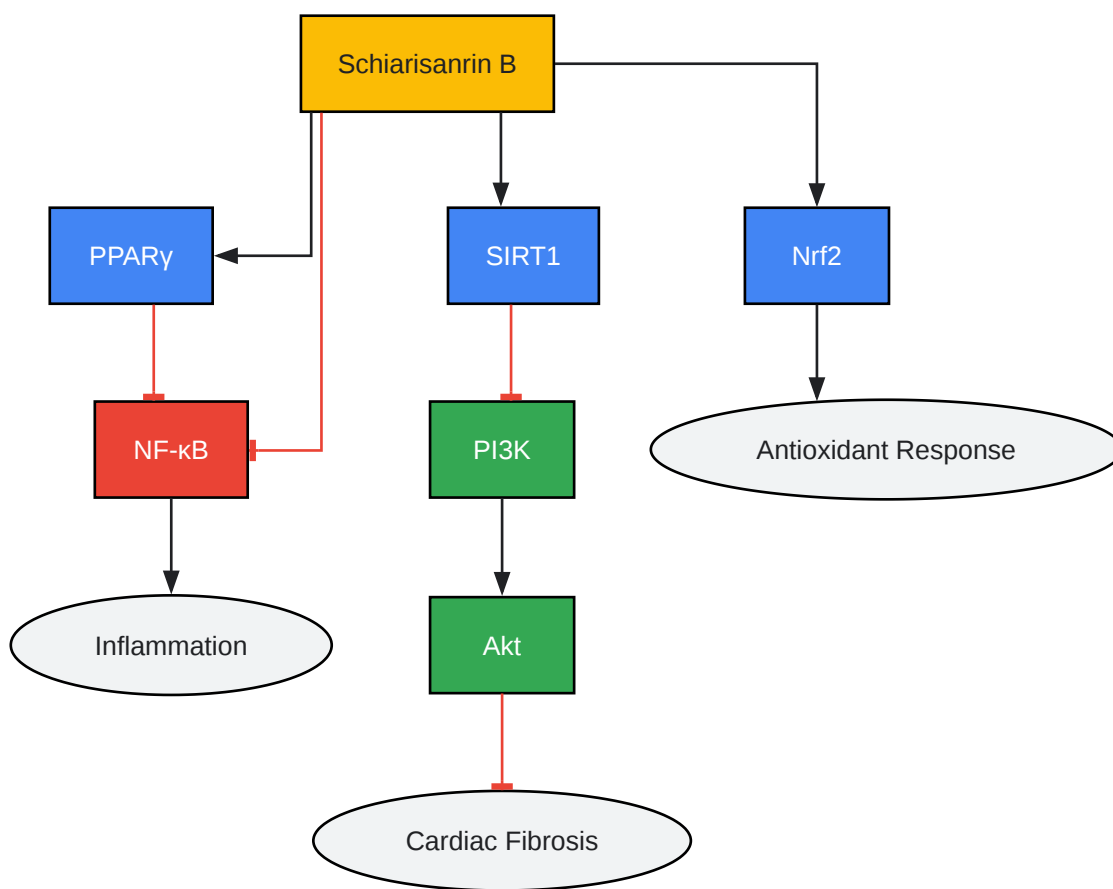 Schiarisanrin B
PPARγ
SIRT1
Nrf2
NF-κB
PI3K
Antioxidant Response
Inflammation
Akt
Cardiac Fibrosis